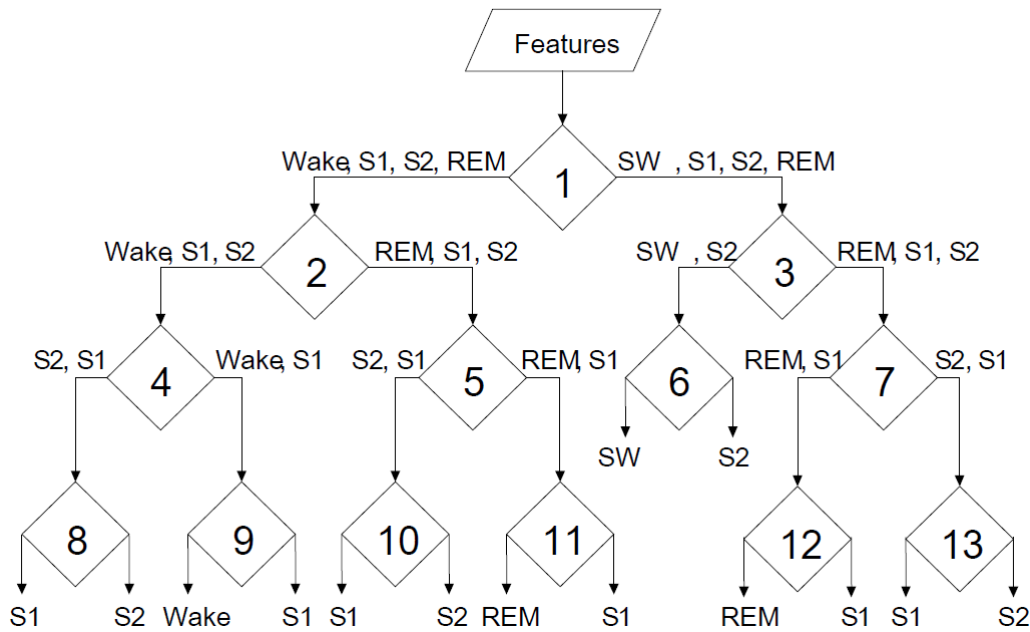 Features
Wake, S1, S2, REM
1
SW , S1, S2, REM
Wake, S1, S2
2
REM, S1, S2
SW , S2
3
REM, S1, S2
S2, S1
4
Wake, S1
S2, S1
5
REM, S1
6
REM, S1
7
S2, S1
SW
S2
8
9
10
11
12
13
S1
S2
Wake
S1
S1
S2
REM
S1
REM
S1
S1
S2